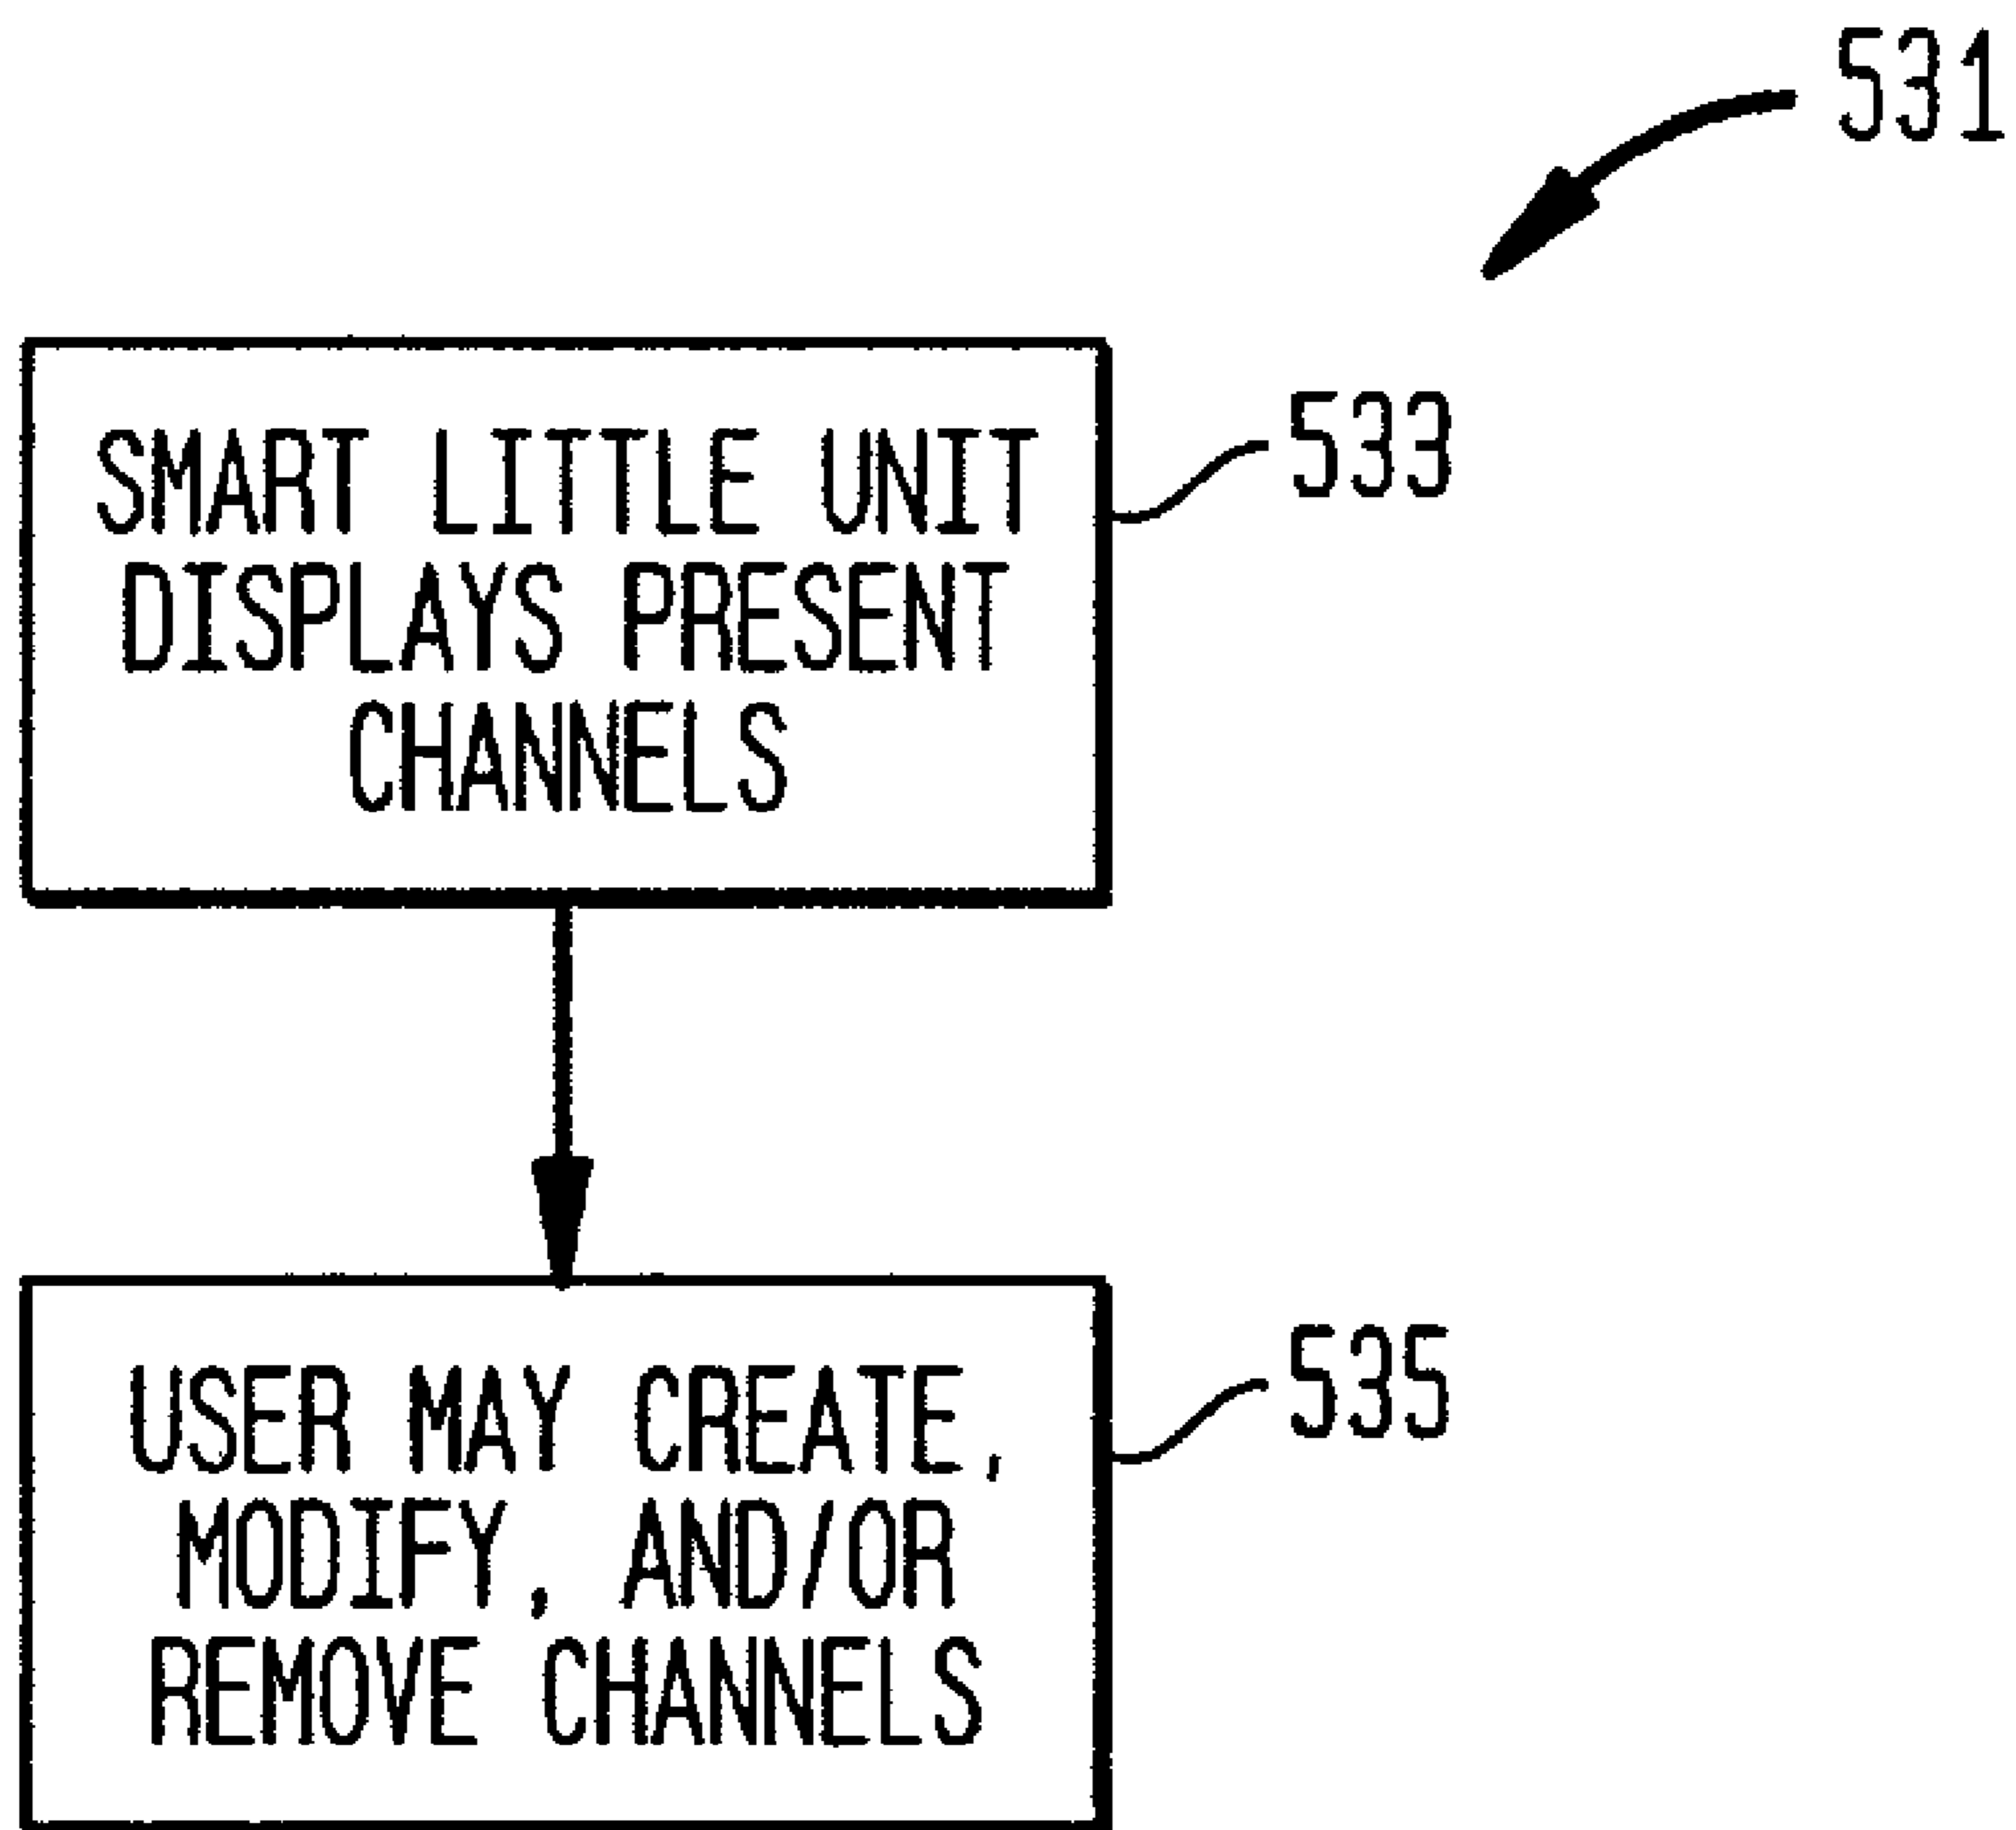 531
SMART LITTLE UNIT
DISPLAYS PRESENT
CHANNELS
533
USER MAY CREATE,
MODIFY, AND/OR
REMOVE CHANNELS
535